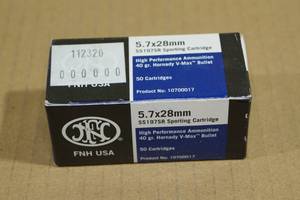 112320
000000
5.7x28mm
SS197SR Sporting Cartridge
High Performance Ammunition
40 gr. Hornady V-Max™ Bullet
50 Cartridges
Product No: 10700017
FN
FNH USA
5.7x28mm
SS197SR Sporting Cartridge
High Performance Ammunition
40 gr. Hornady V-Max™ Bullet
50 Cartridges
Product No: 10700017